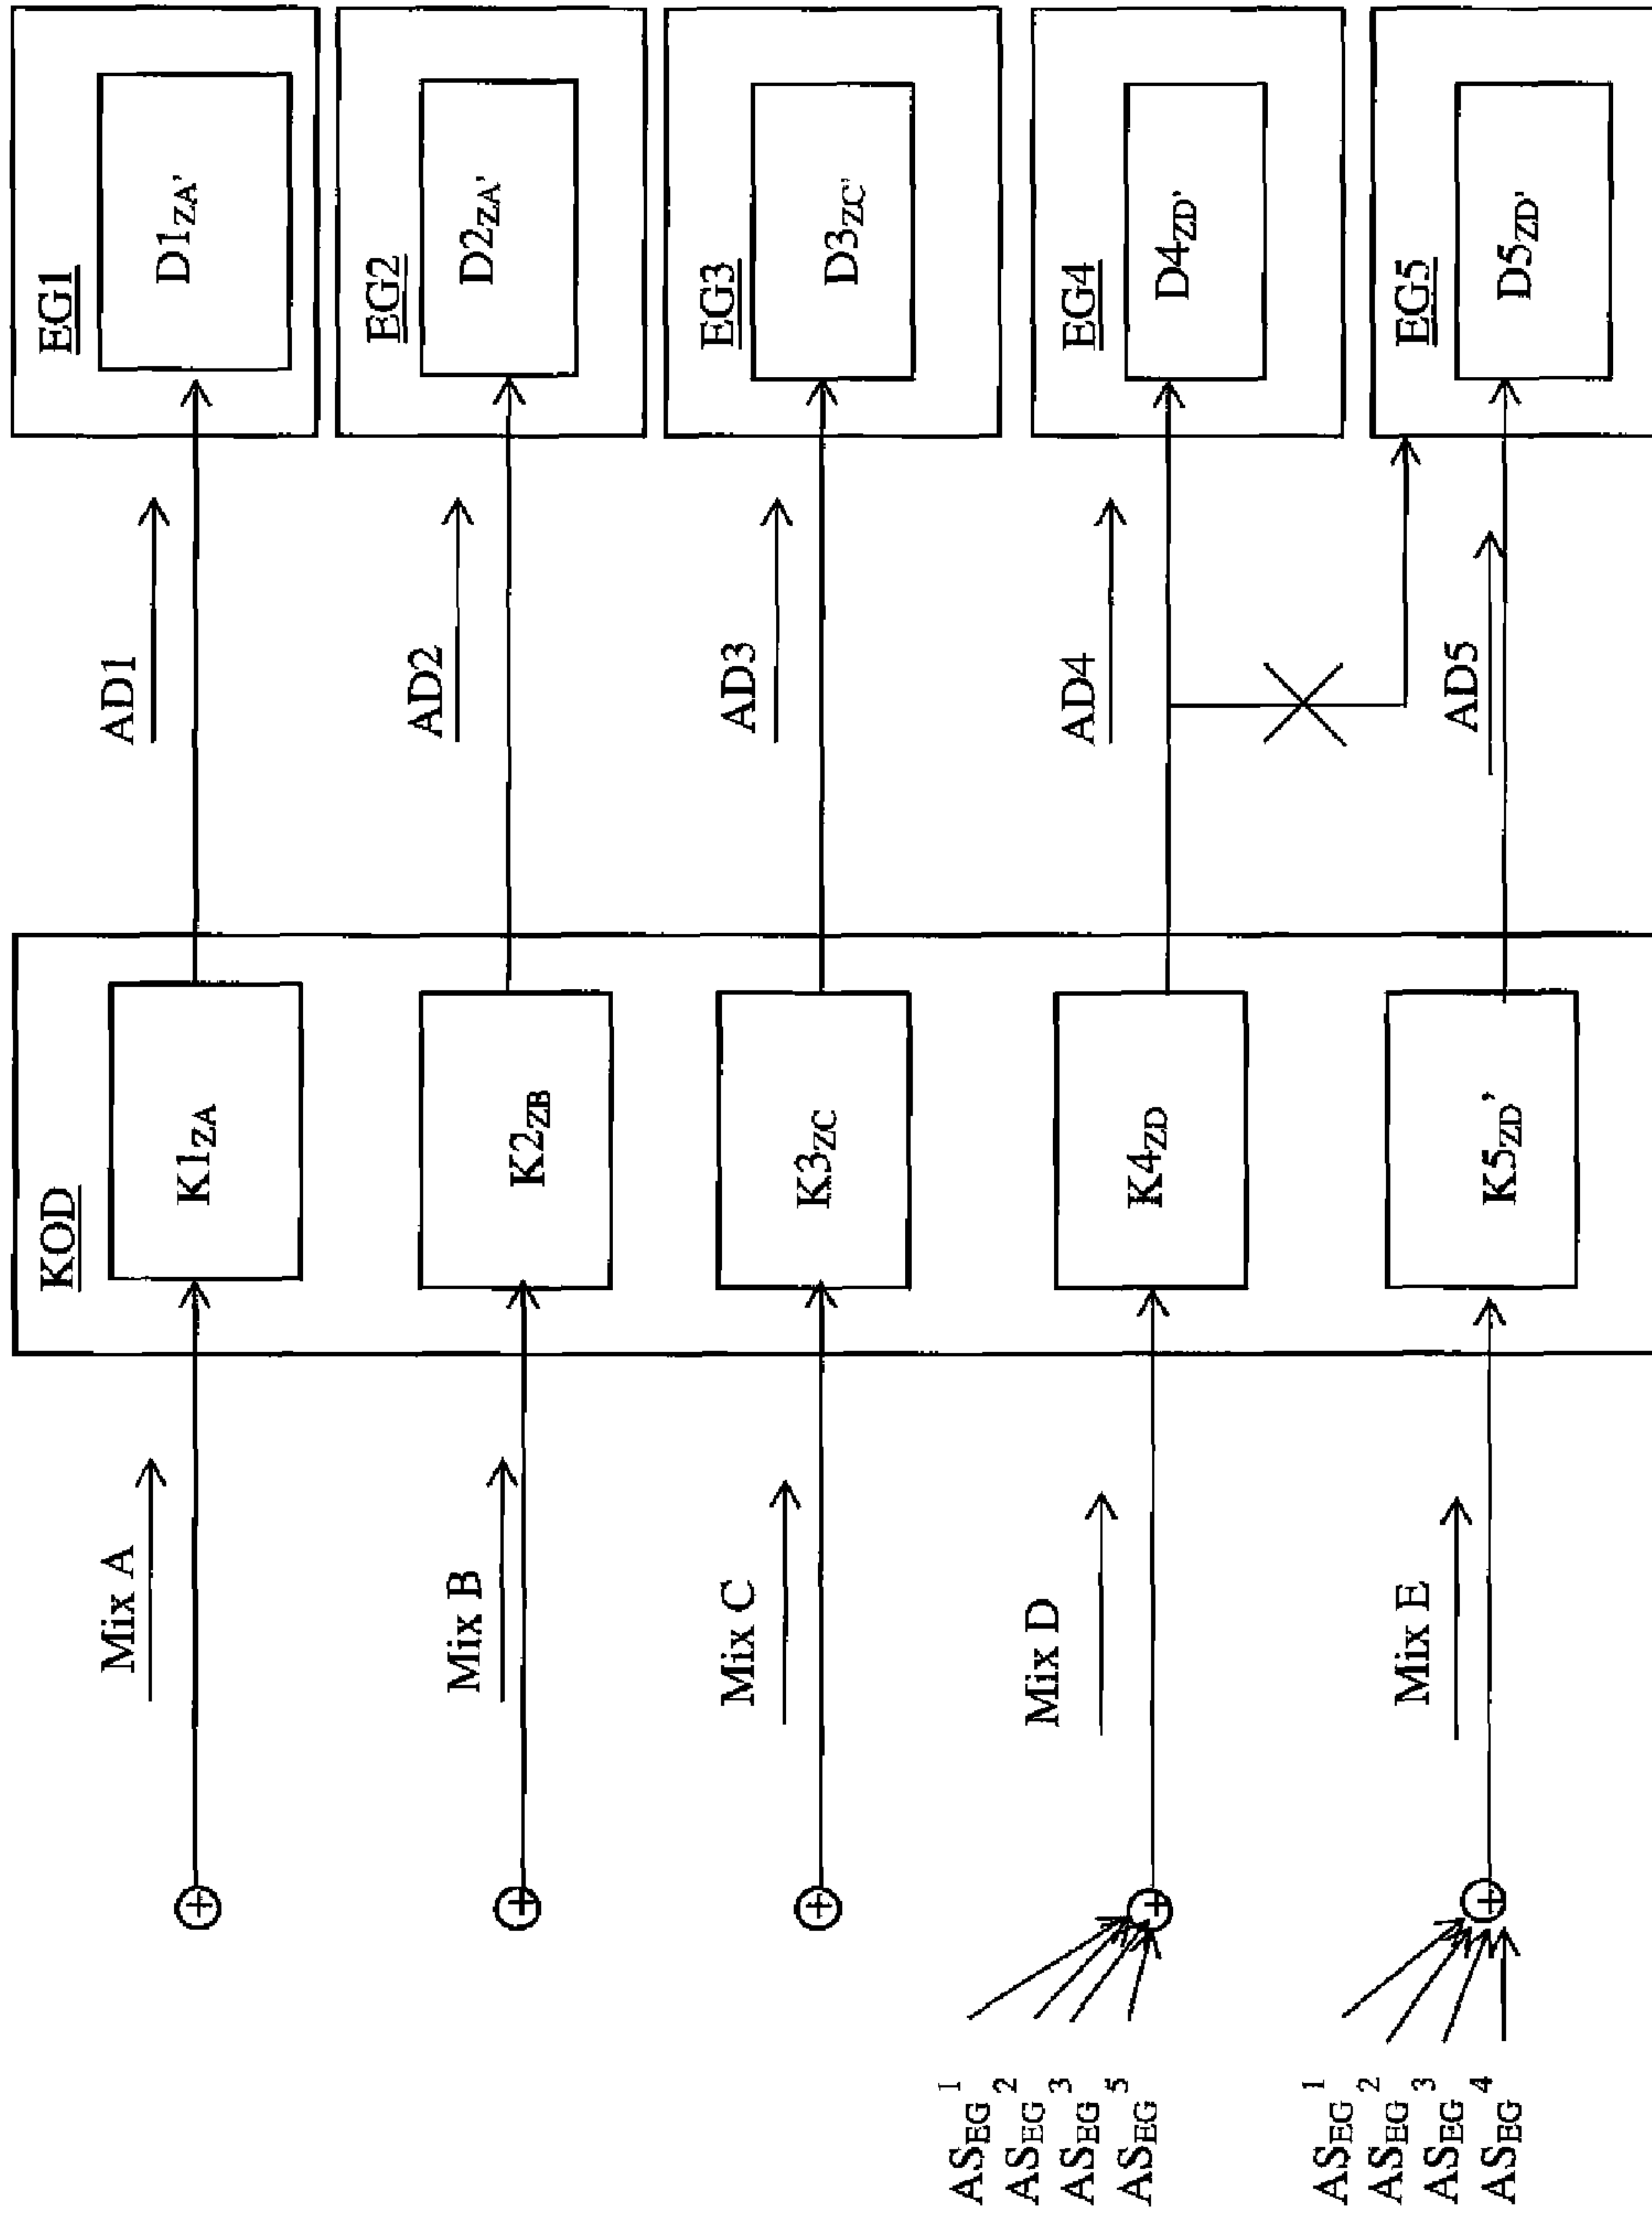 EG1
D1ZA'
EG2
D2ZA'
EG3
D3ZC'
EG4
D4ZD'
EG5
D5ZD'
AD1
AD2
AD3
AD4
AD5
KOD
K1ZA
K2ZB
K3ZC
K4ZD
K5ZD'
Mix A
Mix B
Mix C
Mix D
Mix E
ASEG 1
ASEG 2
ASEG 3
ASEG 5
ASEG 1
ASEG 2
ASEG 3
ASEG 4